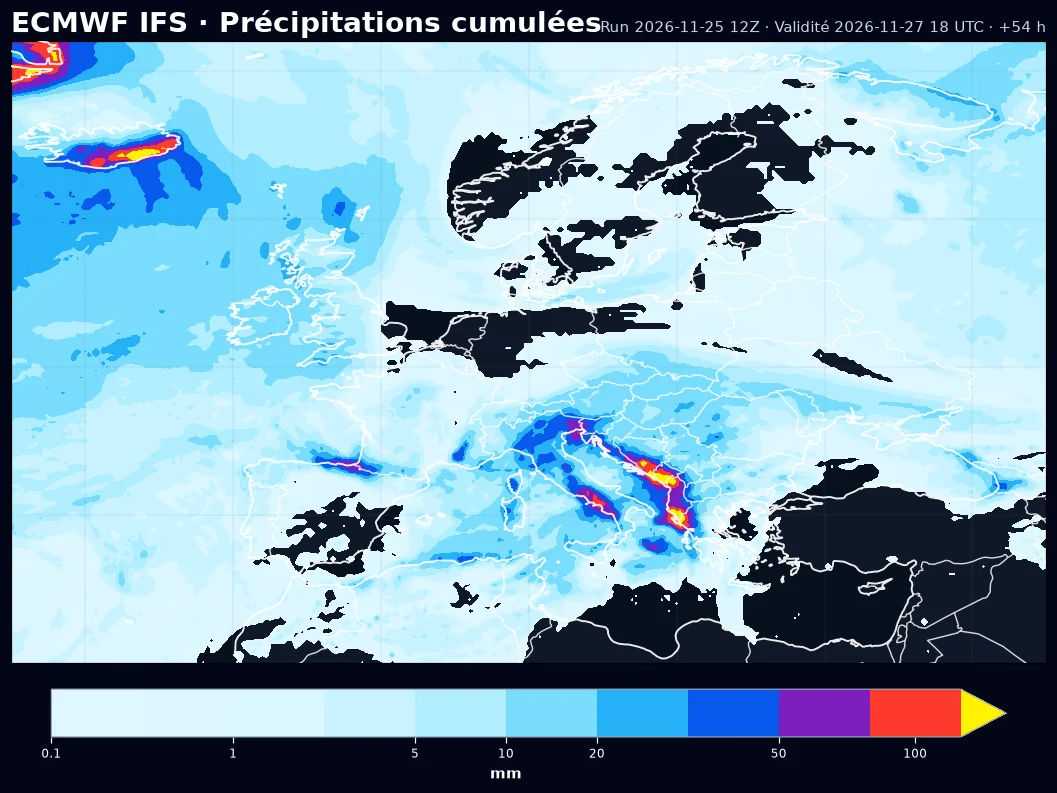 ECMWF IFS · Précipitations cumulées
Run 2026-11-25 12Z · Validité 2026-11-27 18 UTC · +54 h
0.1 1 5 10 20 50 100
mm